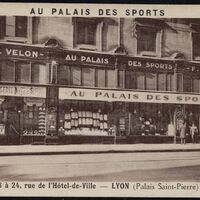 AU PALAIS DES SPORTS
VELON
AU PALAIS DES SPORTS
AU PALAIS DES SPO
à 24, rue de l'Hôtel-de-Ville — LYON (Palais Saint-Pierre)